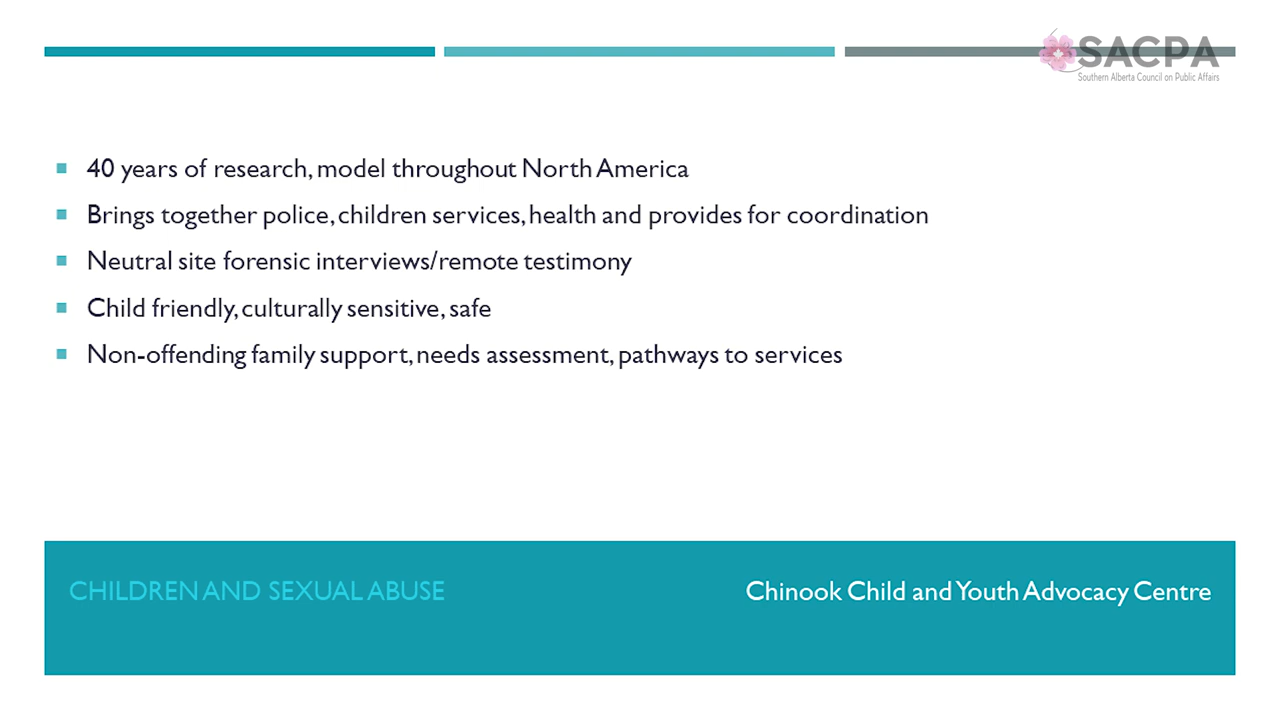 SACPA
Southern Alberta Council on Public Affairs
40 years of research, model throughout North America
Brings together police, children services, health and provides for coordination
Neutral site forensic interviews/remote testimony
Child friendly, culturally sensitive, safe
Non-offending family support, needs assessment, pathways to services
CHILDREN AND SEXUAL ABUSE
Chinook Child and Youth Advocacy Centre